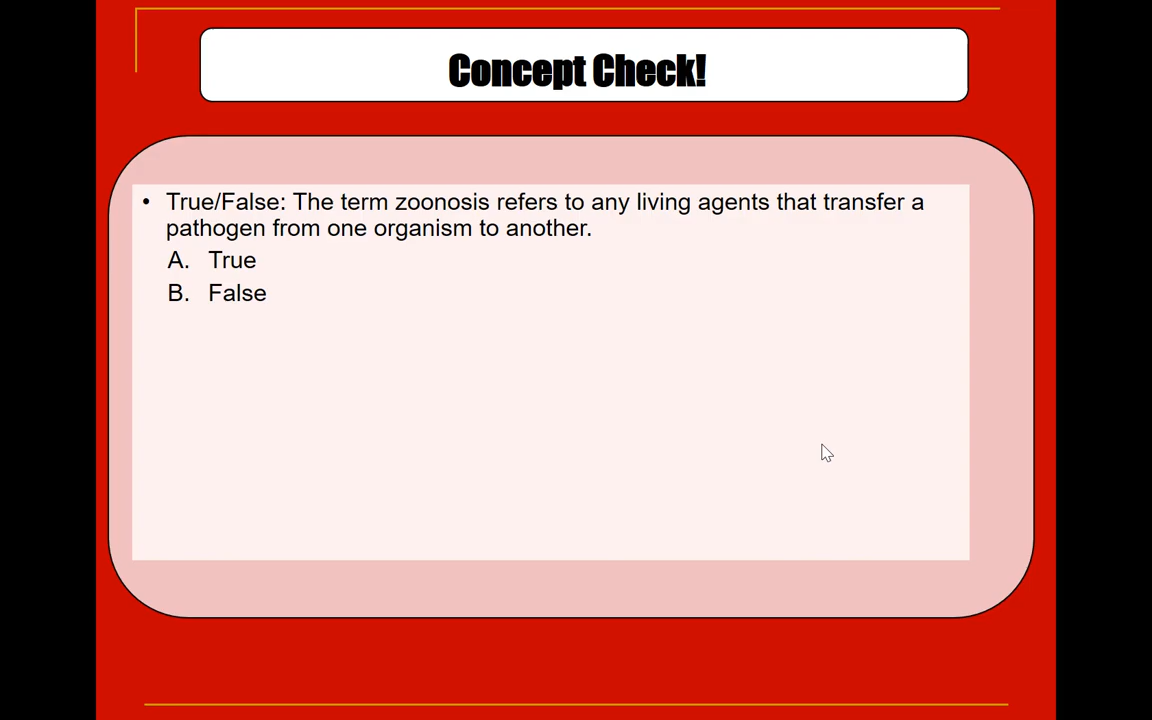 Concept Check!
• True/False: The term zoonosis refers to any living agents that transfer a
pathogen from one organism to another.
A. True
B. False